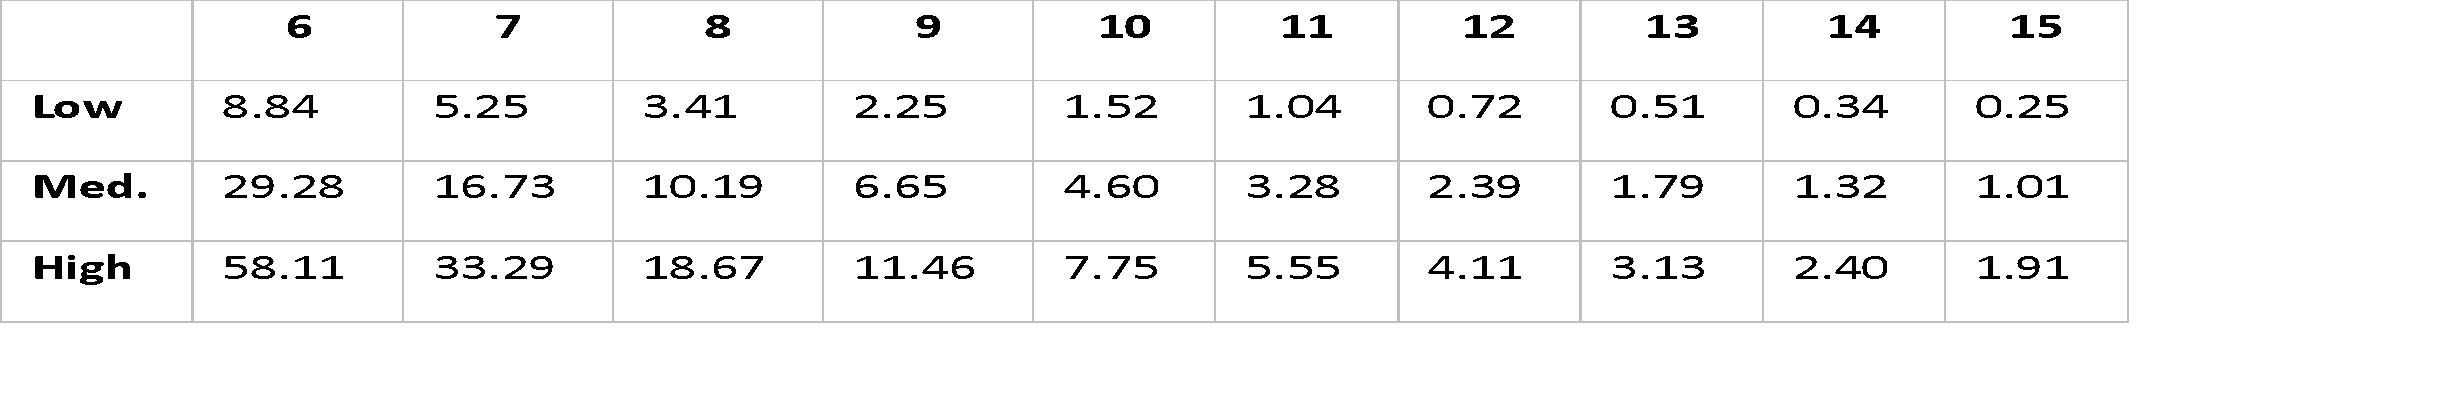 6 7 8 9 10 11 12 13 14 15
Low 8.84 5.25 3.41 2.25 1.52 1.04 0.72 0.51 0.34 0.25
Med. 29.28 16.73 10.19 6.65 4.60 3.28 2.39 1.79 1.32 1.01
High 58.11 33.29 18.67 11.46 7.75 5.55 4.11 3.13 2.40 1.91